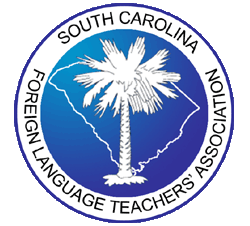 SOUTH CAROLINA
FOREIGN LANGUAGE TEACHERS' ASSOCIATION